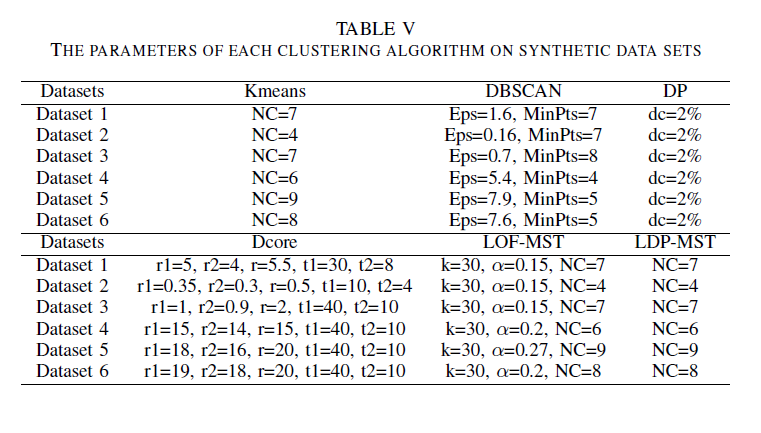 TABLE V
THE PARAMETERS OF EACH CLUSTERING ALGORITHM ON SYNTHETIC DATA SETS
Datasets Kmeans DBSCAN DP
Dataset 1 NC=7 Eps=1.6, MinPts=7 dc=2%
Dataset 2 NC=4 Eps=0.16, MinPts=7 dc=2%
Dataset 3 NC=7 Eps=0.7, MinPts=8 dc=2%
Dataset 4 NC=6 Eps=5.4, MinPts=4 dc=2%
Dataset 5 NC=9 Eps=7.9, MinPts=5 dc=2%
Dataset 6 NC=8 Eps=7.6, MinPts=5 dc=2%
Datasets Dcore LOF-MST LDP-MST
Dataset 1 r1=5, r2=4, r=5.5, t1=30, t2=8 k=30, α=0.15, NC=7 NC=7
Dataset 2 r1=0.35, r2=0.3, r=0.5, t1=10, t2=4 k=30, α=0.15, NC=4 NC=4
Dataset 3 r1=1, r2=0.9, r=2, t1=40, t2=10 k=30, α=0.15, NC=7 NC=7
Dataset 4 r1=15, r2=14, r=15, t1=40, t2=10 k=30, α=0.2, NC=6 NC=6
Dataset 5 r1=18, r2=16, r=20, t1=40, t2=10 k=30, α=0.27, NC=9 NC=9
Dataset 6 r1=19, r2=18, r=20, t1=40, t2=10 k=30, α=0.2, NC=8 NC=8